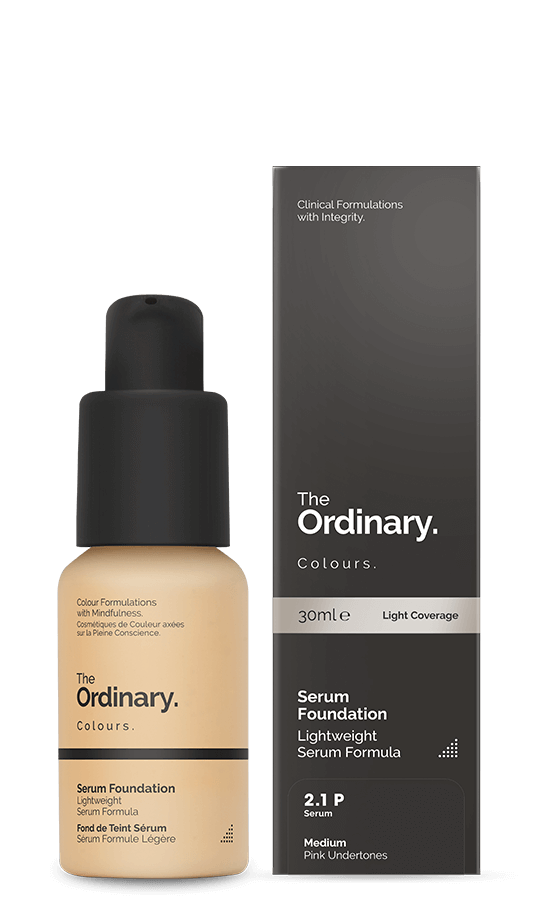 Clinical Formulations
with Integrity.
The
Ordinary.
Colours.
30ml e
Light Coverage
Serum
Foundation
Lightweight
Serum Formula
2.1 P
Serum
Medium
Pink Undertones
Colour Formulations
with Mindfulness.
Cosmétiques de Couleur axées
sur la Pleine Conscience.
The
Ordinary.
Colours.
Serum Foundation
Lightweight
Serum Formula
Fond de Teint Sérum
Sérum Formule Légère